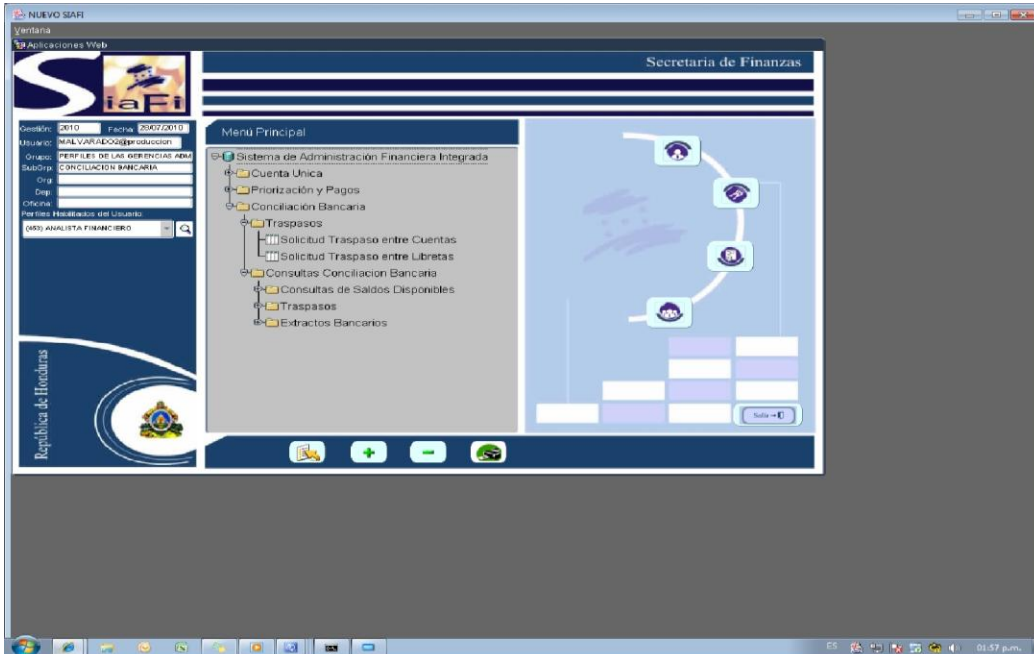 NUEVO SIAFI
Ventana
Aplicaciones Web
SiaFi
Secretaria de Finanzas
Gestión: 2010 Fecha: 29/07/2010
Usuario: MALVARADO2@produccion
Grupo: PERFILES DE LAS GERENCIAS ADM
SubGrp: CONCILIACION BANCARIA
Org:
Dep:
Oficina:
Perfiles Habilitados del Usuario
(453) ANALISTA FINANCIERO
Menú Principal
Sistema de Administración Financiera Integrada
Cuenta Unica
Priorización y Pagos
Conciliación Bancaria
Traspasos
Solicitud Traspaso entre Cuentas
Solicitud Traspaso entre Libretas
Consultas Conciliacion Bancaria
Consultas de Saldos Disponibles
Traspasos
Extractos Bancarios
República de Honduras
Salir
ES
01:57 p.m.